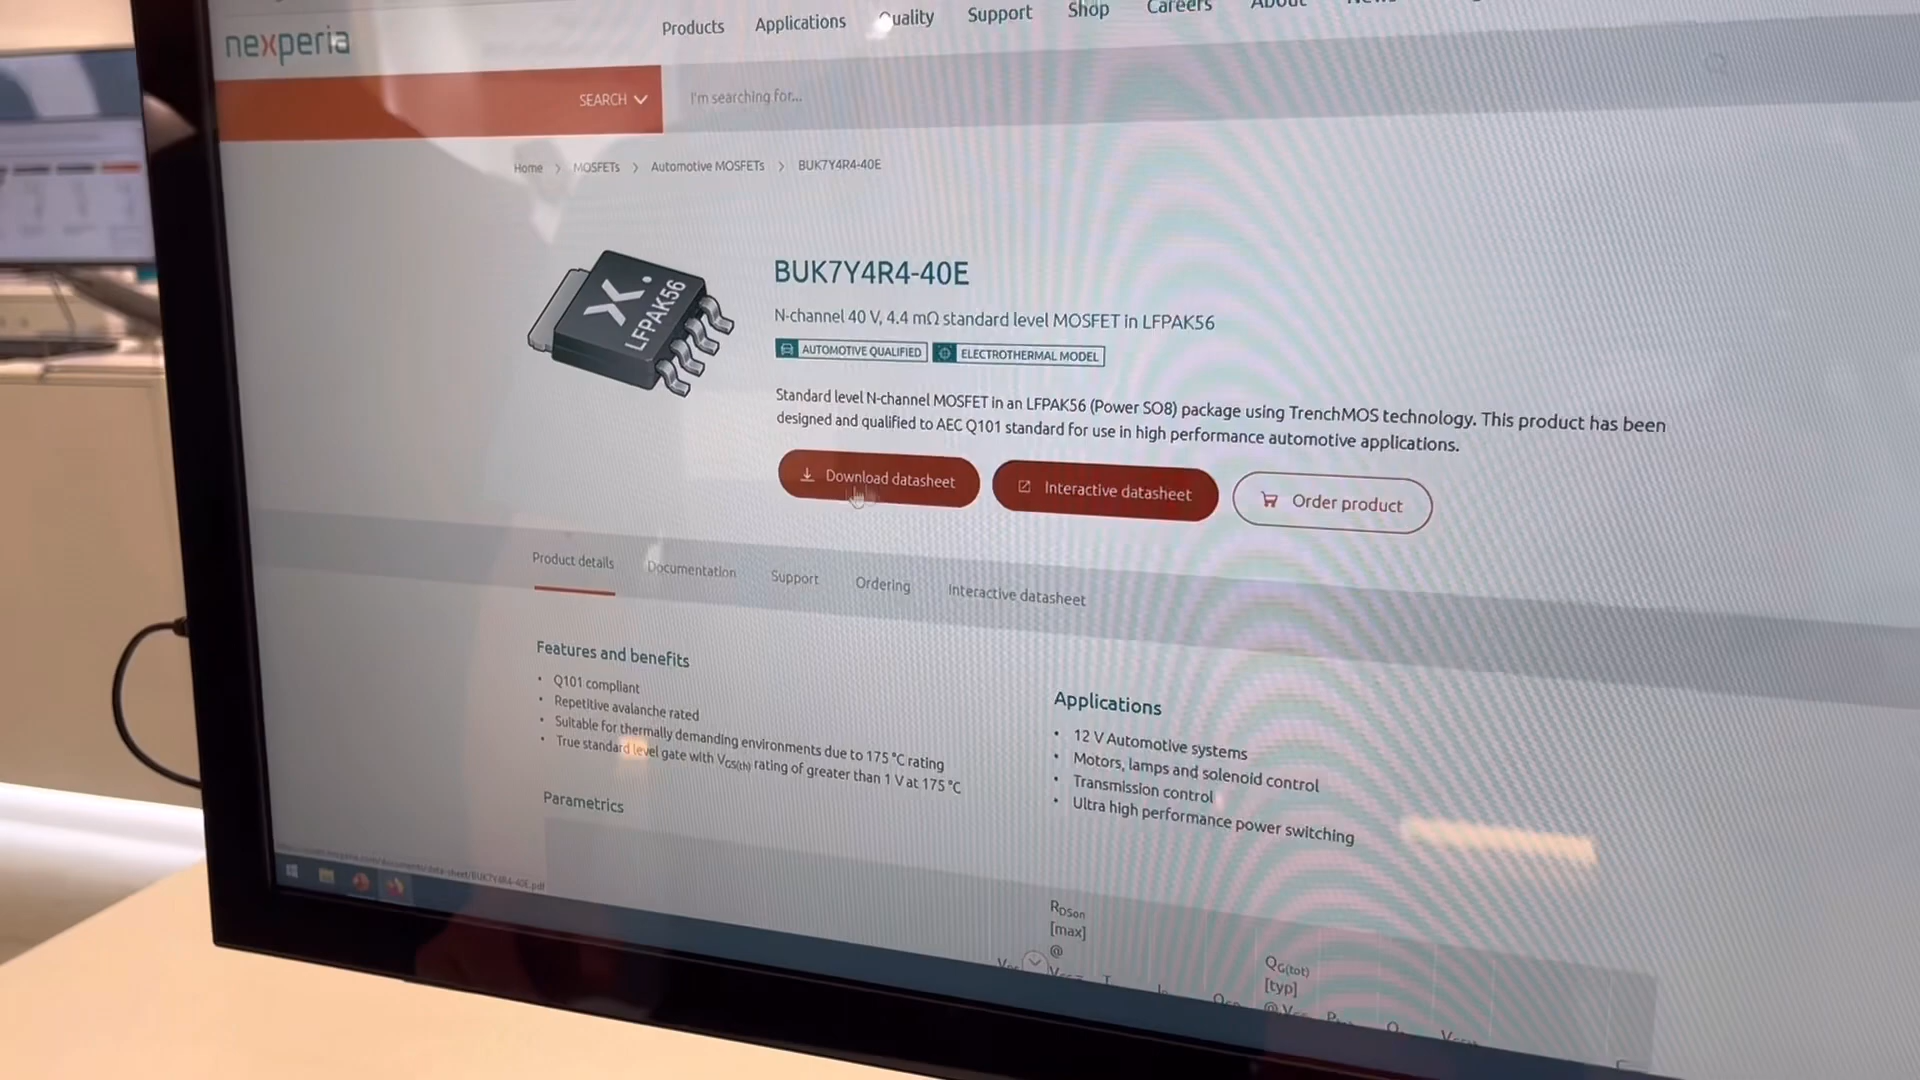 nexperia
Products Applications Quality Support Shop Careers About
SEARCH
I'm searching for...
Home > MOSFETs > Automotive MOSFETs > BUK7Y4R4-40E
X.
LFPAK56
BUK7Y4R4-40E
N-channel 40 V, 4.4 mΩ standard level MOSFET in LFPAK56
AUTOMOTIVE QUALIFIED
ELECTROTHERMAL MODEL
Standard level N-channel MOSFET in an LFPAK56 (Power SO8) package using TrenchMOS technology. This product has been
designed and qualified to AEC Q101 standard for use in high performance automotive applications.
Download datasheet
Interactive datasheet
Order product
Product details Documentation Support Ordering Interactive datasheet
Features and benefits
• Q101 compliant
• Repetitive avalanche rated
• Suitable for thermally demanding environments due to 175 °C rating
• True standard level gate with VGS(th) rating of greater than 1 V at 175 °C
Applications
• 12 V Automotive systems
• Motors, lamps and solenoid control
• Transmission control
• Ultra high performance power switching
Parametrics
RDSon
[max]
@
QG(tot)
[typ]